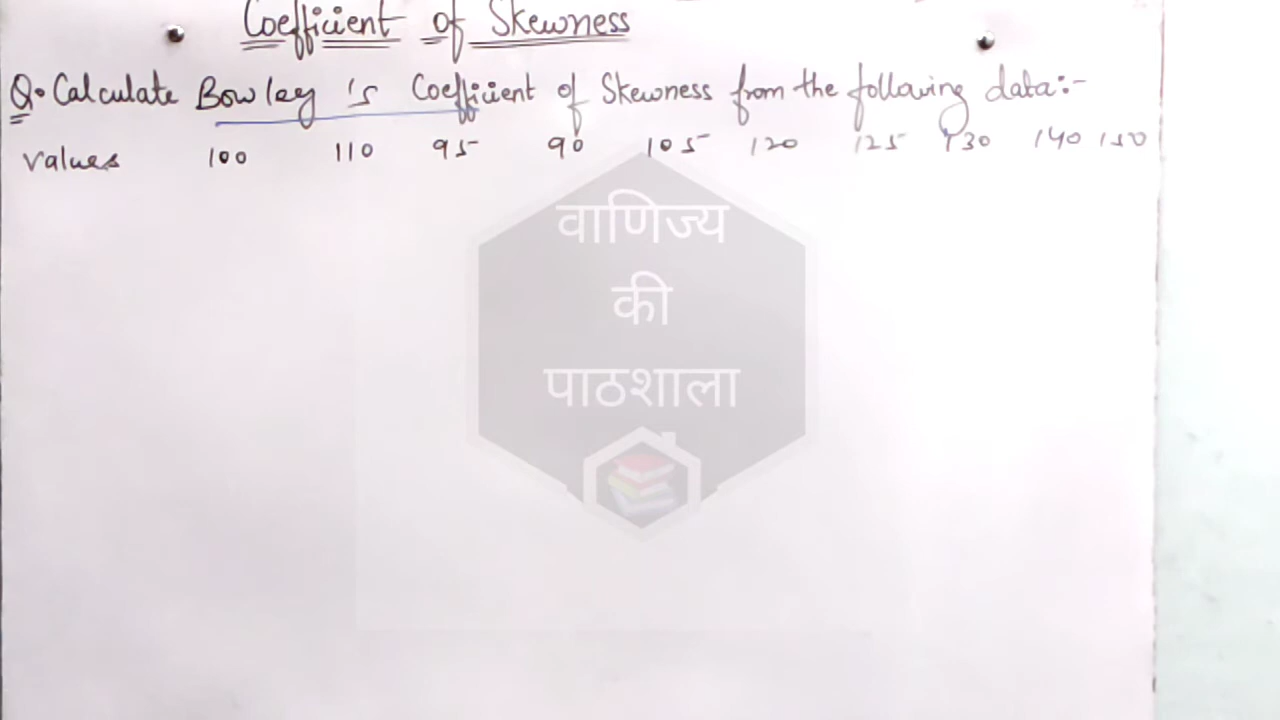 Coefficient of Skewness
Q. Calculate Bowley's Coefficient of Skewness from the following data:-
values 100 110 95 90 105 120 125 130 140 150
वाणिज्य
की
पाठशाला